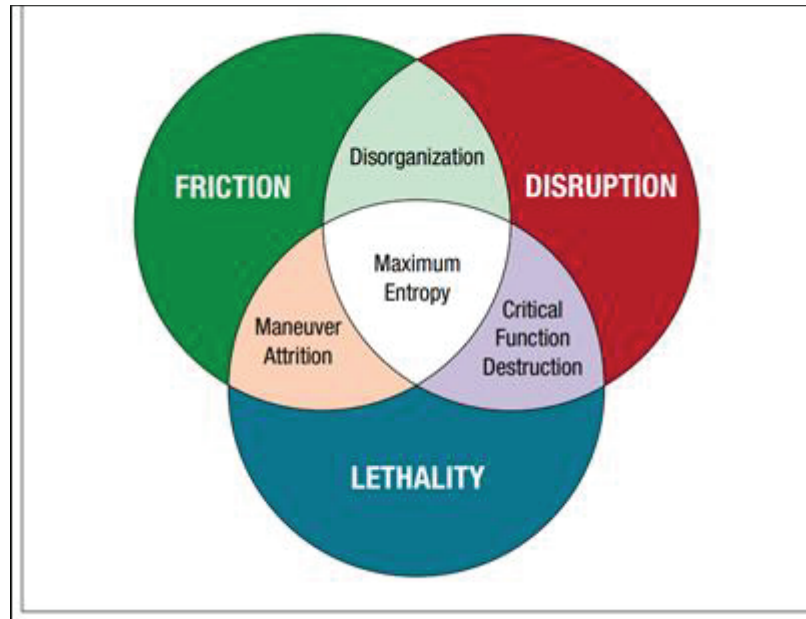 Disorganization
FRICTION
DISRUPTION
Maximum
Entropy
Maneuver
Attrition
Critical
Function
Destruction
LETHALITY